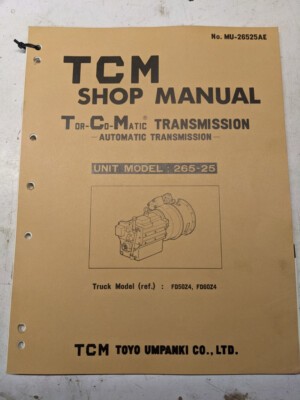 No. MU-26525AE
TCM
SHOP MANUAL
TOR-CO-MATIC® TRANSMISSION
AUTOMATIC TRANSMISSION
UNIT MODEL : 265-25
Truck Model (ref.) : FD50Z4, FD60Z4
TCM TOYO UMPANKI CO., LTD.